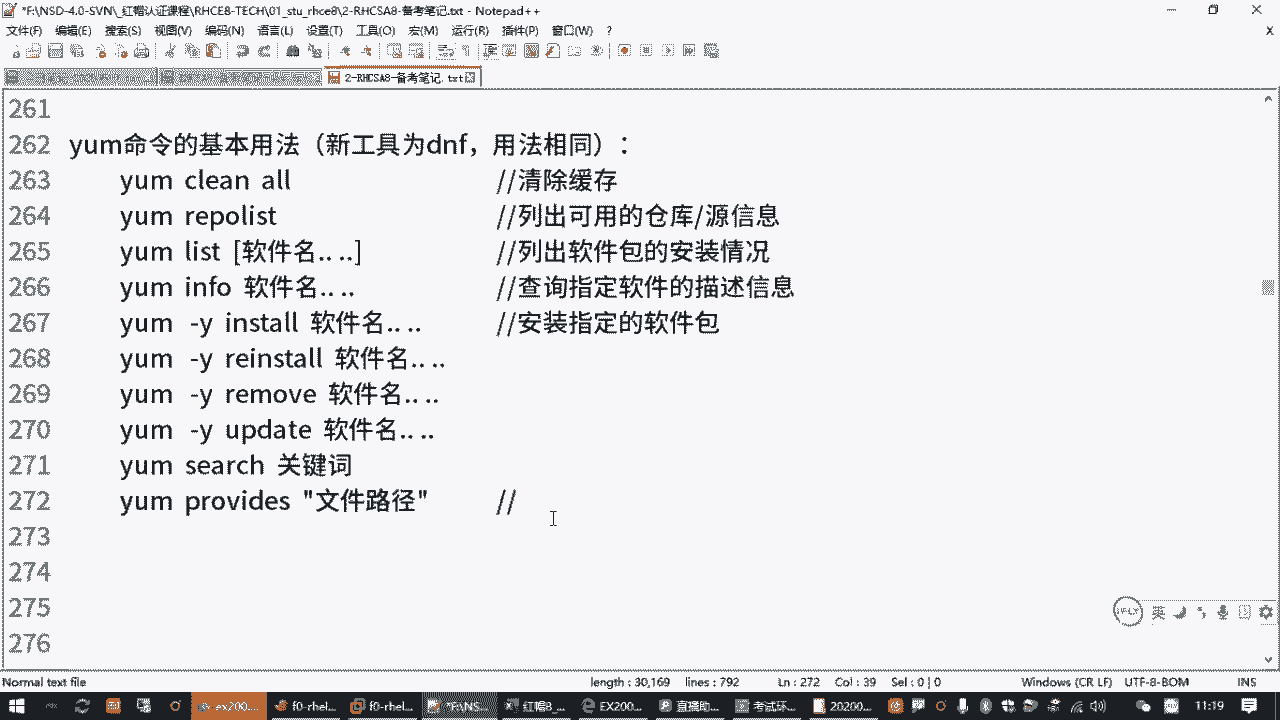 *F:\NSD-4.0-SVN\_红帽认证课程\RHCE8-TECH\01_stu_rhce8\2-RHCSA8-备考笔记.txt - Notepad++
文件(F) 编辑(E) 搜索(S) 视图(V) 编码(N) 语言(L) 设置(T) 工具(O) 宏(M) 运行(R) 插件(P) 窗口(W) ? X
2-RHCSA8-备考笔记.txt
261
262 yum命令的基本用法（新工具为dnf，用法相同）：
263 yum clean all //清除缓存
264 yum repolist //列出可用的仓库/源信息
265 yum list [软件名.. ..] //列出软件包的安装情况
266 yum info 软件名.. .. //查询指定软件的描述信息
267 yum -y install 软件名.. .. //安装指定的软件包
268 yum -y reinstall 软件名.. ..
269 yum -y remove 软件名.. ..
270 yum -y update 软件名.. ..
271 yum search 关键词
272 yum provides "文件路径" //
273
274
275
276
英
Normal text file length : 30,169 lines : 792 Ln : 272 Col : 39 Sel : 0 | 0 Windows (CR LF) UTF-8-BOM INS
ex200... f0-rhel... f0-rhel... *F:\NS... 红帽8_... EX200... 直播助... 考试环... 20200... 11:19